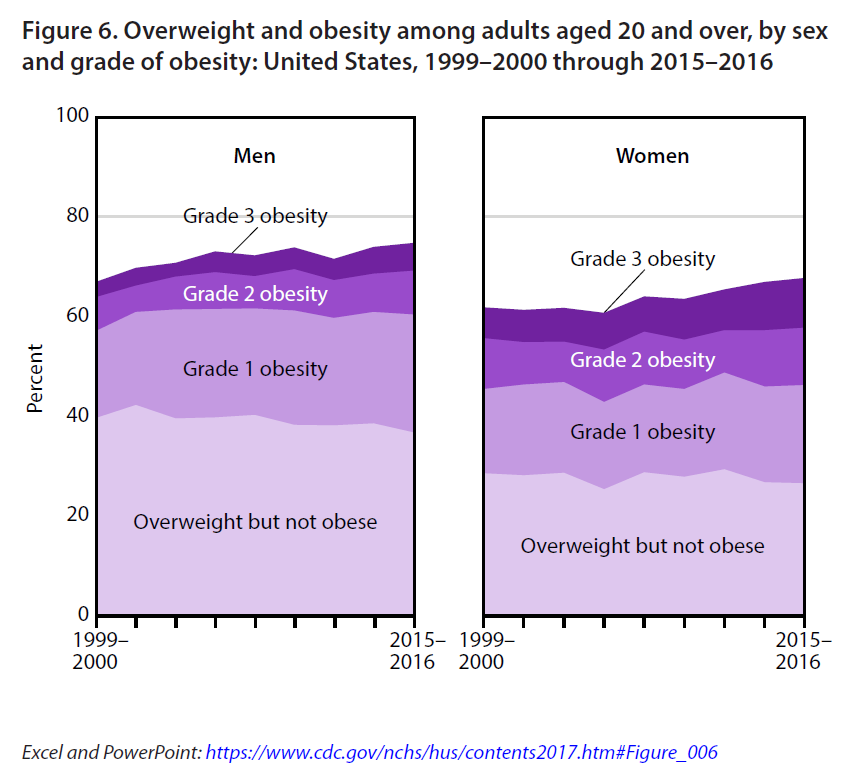 Figure 6. Overweight and obesity among adults aged 20 and over, by sex
and grade of obesity: United States, 1999–2000 through 2015–2016
Percent
100
80
60
40
20
0
Men
Grade 3 obesity
Grade 2 obesity
Grade 1 obesity
Overweight but not obese
1999–
2000
2015–
2016
Women
Grade 3 obesity
Grade 2 obesity
Grade 1 obesity
Overweight but not obese
1999–
2000
2015–
2016
Excel and PowerPoint: https://www.cdc.gov/nchs/hus/contents2017.htm#Figure_006